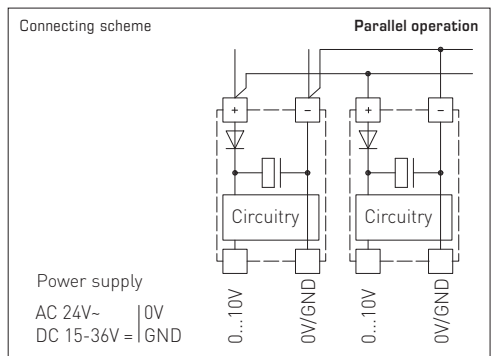 Connecting scheme
Parallel operation
+
–
+
–
Circuitry
Circuitry
Power supply
AC 24V~ | 0V
DC 15-36V = | GND
0...10V
0V/GND
0...10V
0V/GND